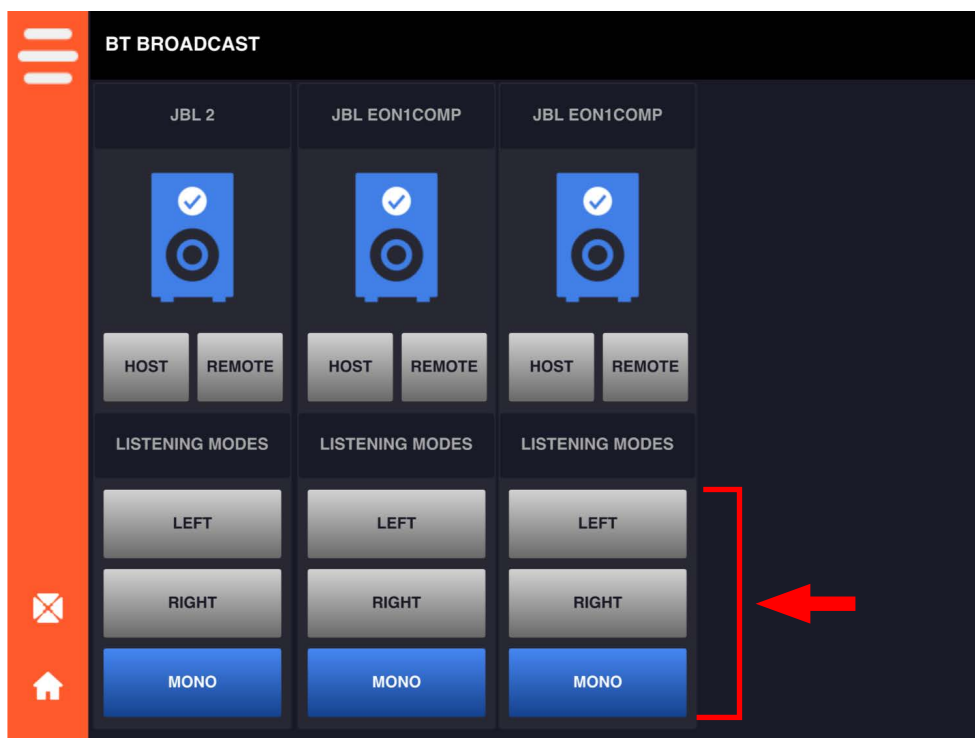 BT BROADCAST
JBL 2
JBL EON1COMP
JBL EON1COMP
HOST
REMOTE
HOST
REMOTE
HOST
REMOTE
LISTENING MODES
LISTENING MODES
LISTENING MODES
LEFT
LEFT
LEFT
RIGHT
RIGHT
RIGHT
MONO
MONO
MONO